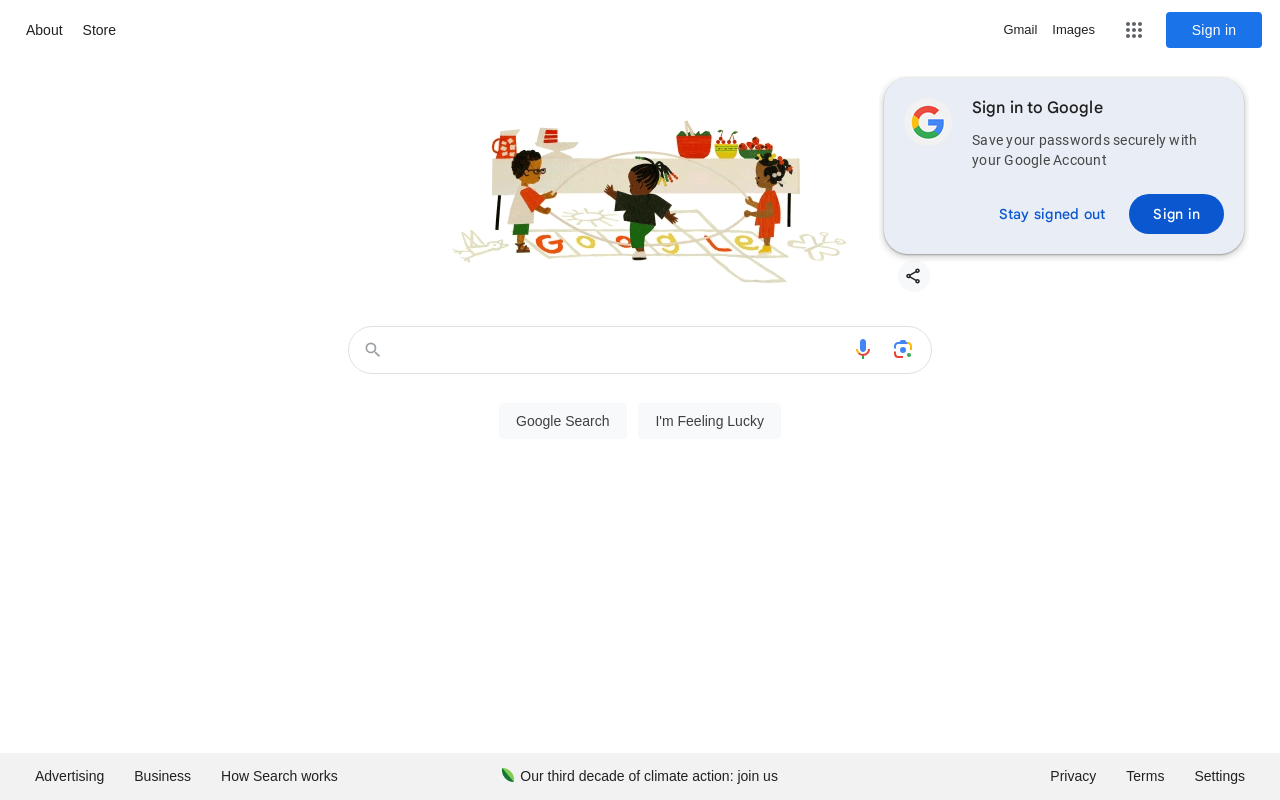 About
Store
Gmail
Images
Sign in
Sign in to Google
Save your passwords securely with
your Google Account
Stay signed out
Sign in
Google
Google Search
I'm Feeling Lucky
Advertising
Business
How Search works
Our third decade of climate action: join us
Privacy
Terms
Settings